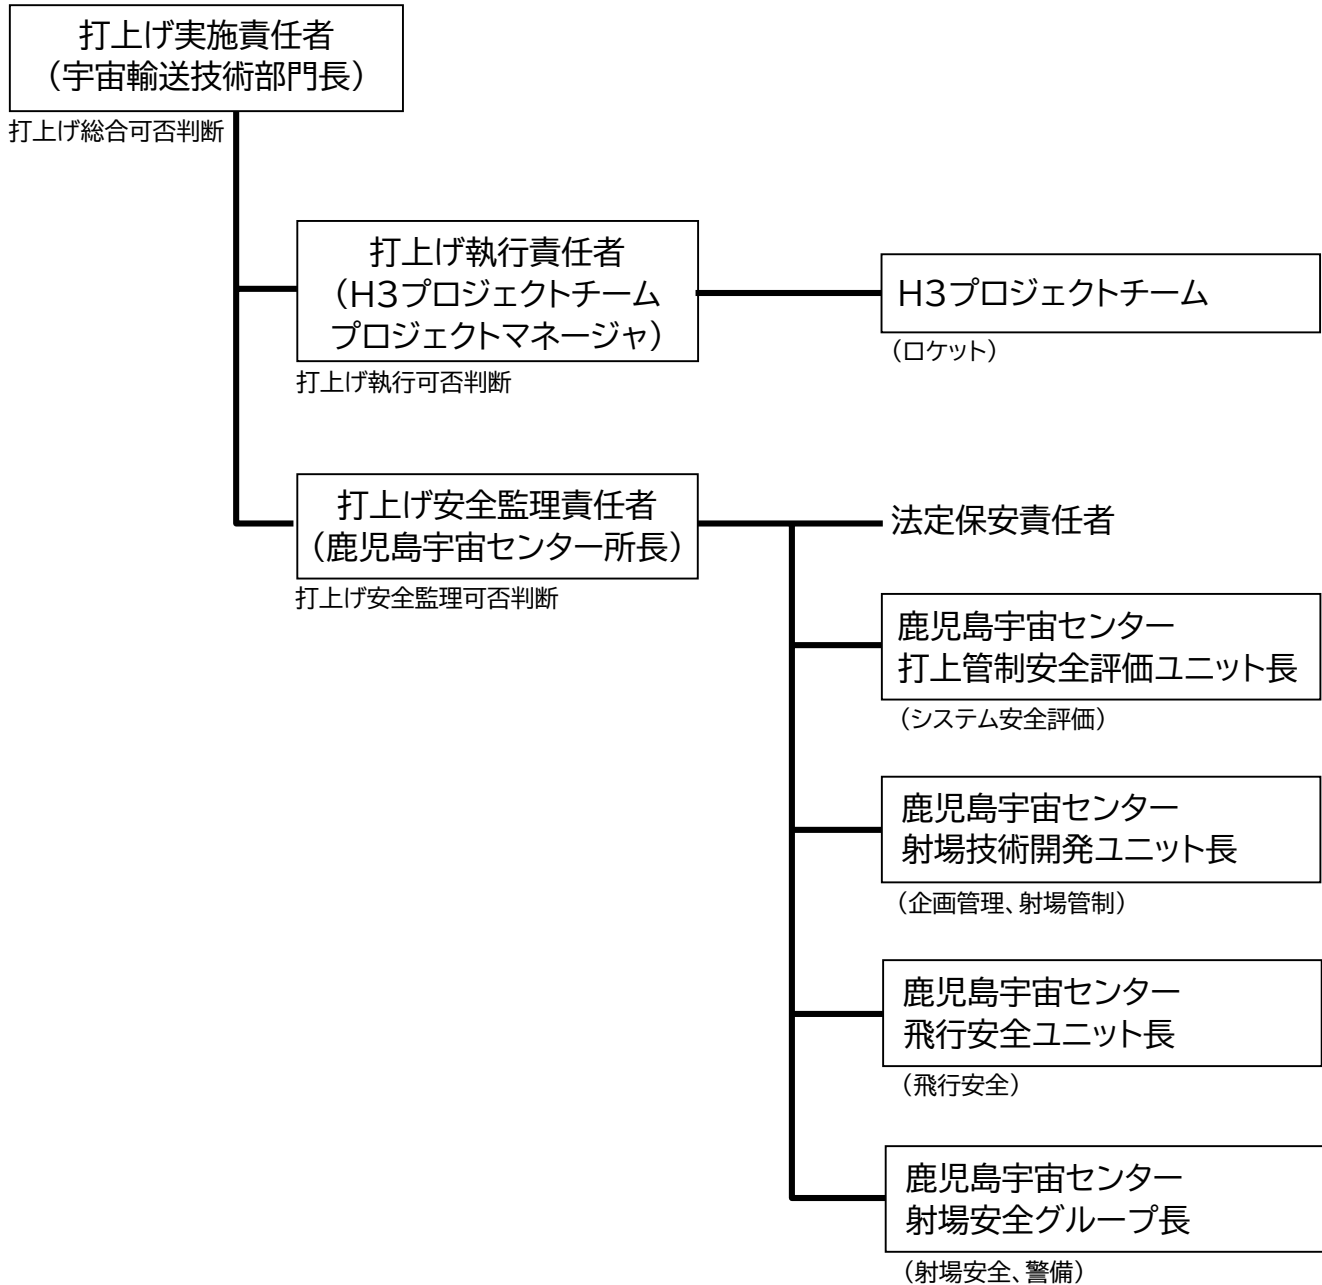 打上げ実施責任者
（宇宙輸送技術部門長）
打上げ総合可否判断
打上げ執行責任者
（H3プロジェクトチーム
プロジェクトマネージャ）
打上げ執行可否判断
H3プロジェクトチーム
（ロケット）
打上げ安全監理責任者
（鹿児島宇宙センター所長）
打上げ安全監理可否判断
法定保安責任者
鹿児島宇宙センター
打上管制安全評価ユニット長
（システム安全評価）
鹿児島宇宙センター
射場技術開発ユニット長
（企画管理、射場管制）
鹿児島宇宙センター
飛行安全ユニット長
（飛行安全）
鹿児島宇宙センター
射場安全グループ長
（射場安全、警備）